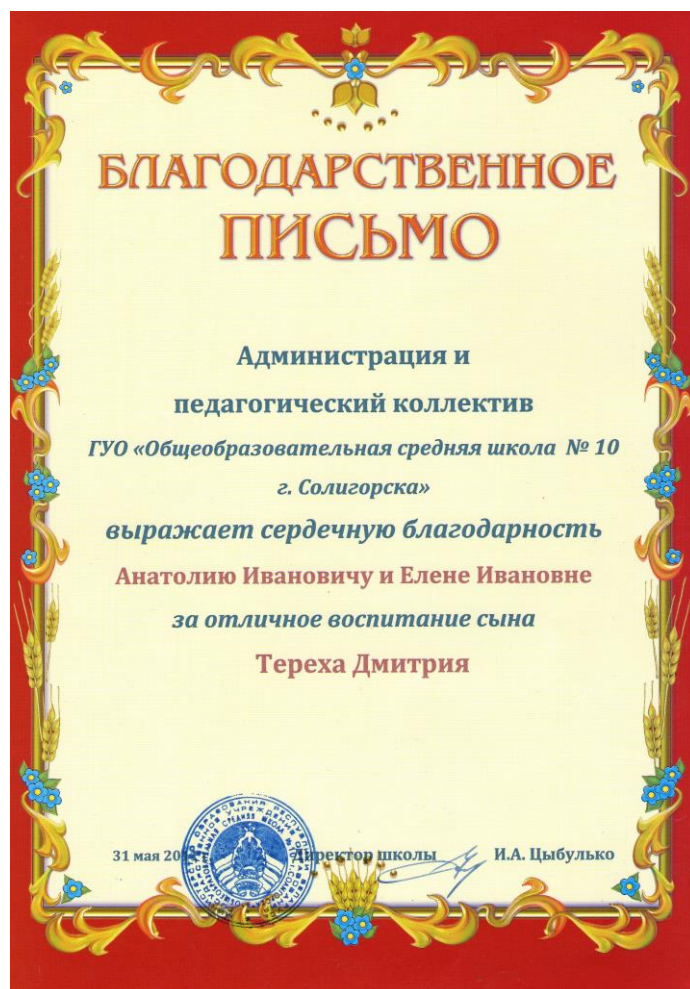 БЛАГОДАРСТВЕННОЕ
ПИСЬМО
Администрация и
педагогический коллектив
ГУО «Общеобразовательная средняя школа № 10
г. Солигорска»
выражает сердечную благодарность
Анатолию Ивановичу и Елене Ивановне
за отличное воспитание сына
Тереха Дмитрия
31 мая Директор школы И.А. Цыбулько